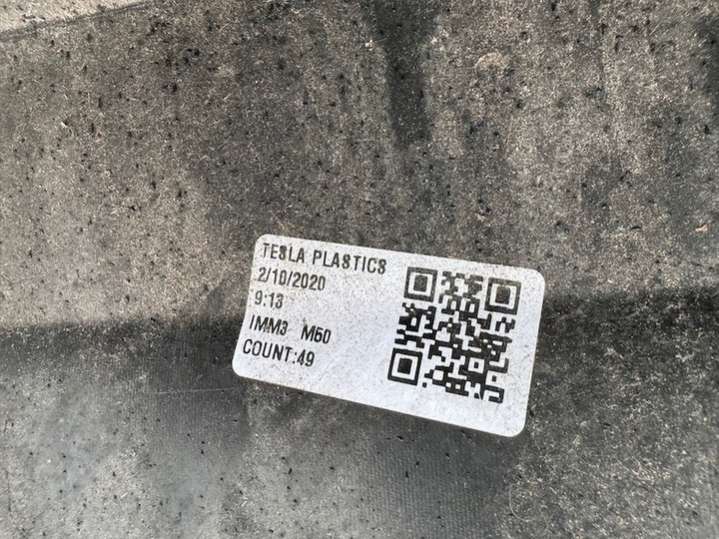 TESLA PLASTICS
2/10/2020
9:13
IMM3 M60
COUNT:49